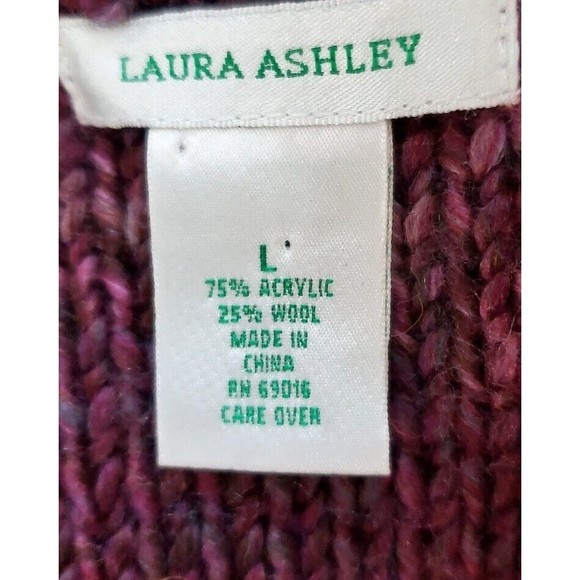 LAURA ASHLEY
L
75% ACRYLIC
25% WOOL
MADE IN
CHINA
RN 69016
CARE OVER